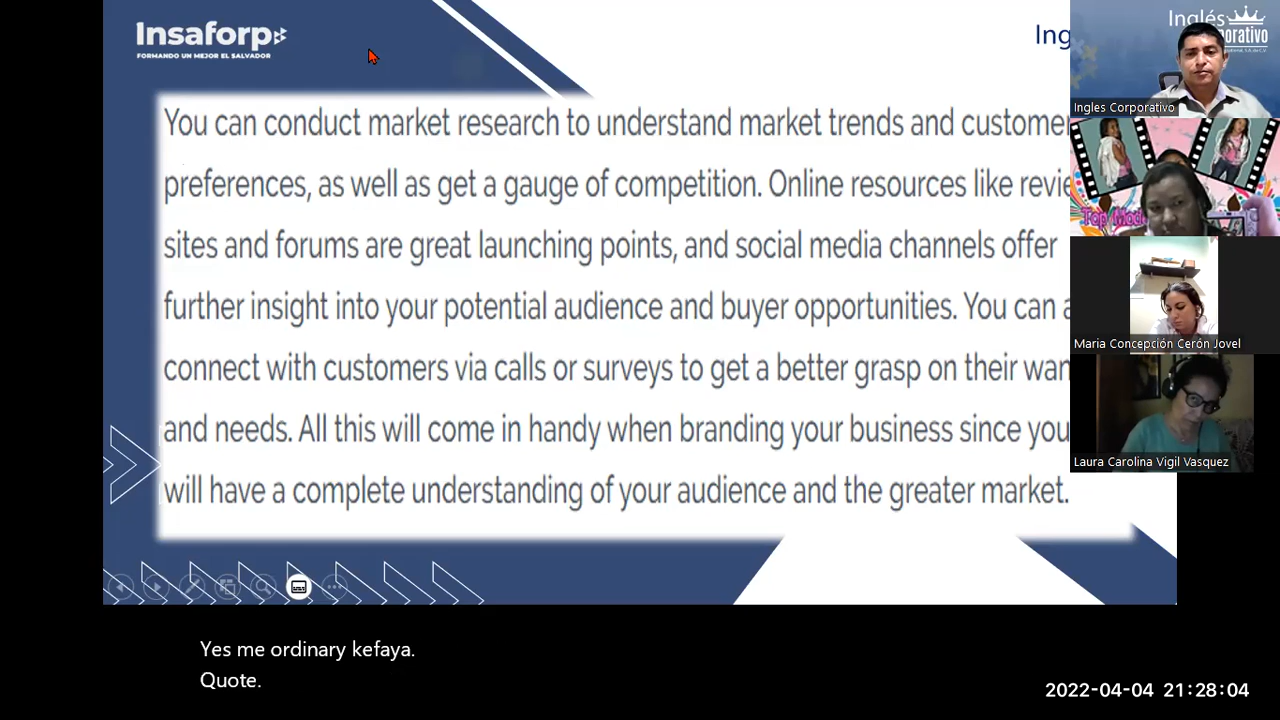 Insaforp
FORMANDO UN MEJOR EL SALVADOR
Ing
Inglés
orativo
Ingles Corporativo
You can conduct market research to understand market trends and customer
preferences, as well as get a gauge of competition. Online resources like revie
sites and forums are great launching points, and social media channels offer
further insight into your potential audience and buyer opportunities. You can a
connect with customers via calls or surveys to get a better grasp on their wan
and needs. All this will come in handy when branding your business since you
will have a complete understanding of your audience and the greater market.
Top
Maria Concepción Cerón Jovel
Laura Carolina Vigil Vasquez
Yes me ordinary kefaya.
Quote.
2022-04-04 21:28:04